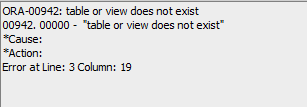 ORA-00942: table or view does not exist
00942. 00000 -  "table or view does not exist"
*Cause:
*Action:
Error at Line: 3 Column: 19